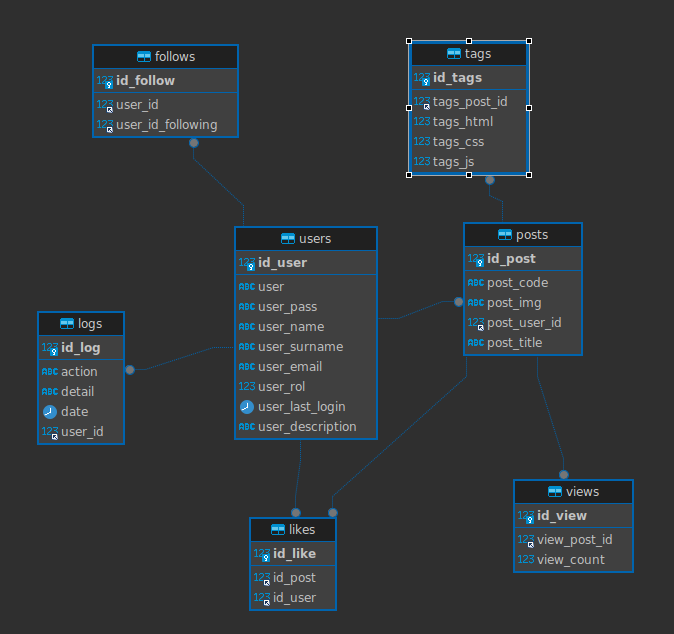 follows
123 id_follow
123 user_id
123 user_id_following
tags
123 id_tags
123 tags_post_id
123 tags_html
123 tags_css
123 tags_js
users
123 id_user
ABC user
ABC user_pass
ABC user_name
ABC user_surname
ABC user_email
123 user_rol
user_last_login
ABC user_description
posts
123 id_post
ABC post_code
ABC post_img
123 post_user_id
ABC post_title
logs
123 id_log
ABC action
ABC detail
date
123 user_id
likes
123 id_like
123 id_post
123 id_user
views
123 id_view
123 view_post_id
123 view_count